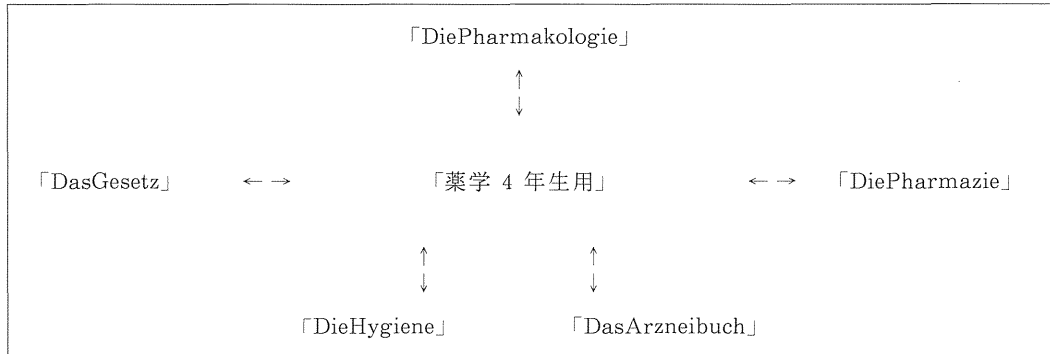 「DiePharmakologie」
「DasGesetz」 ←→ 「薬学 4 年生用」 ←→ 「DiePharmazie」
「DieHygiene」 「DasArzneibuch」